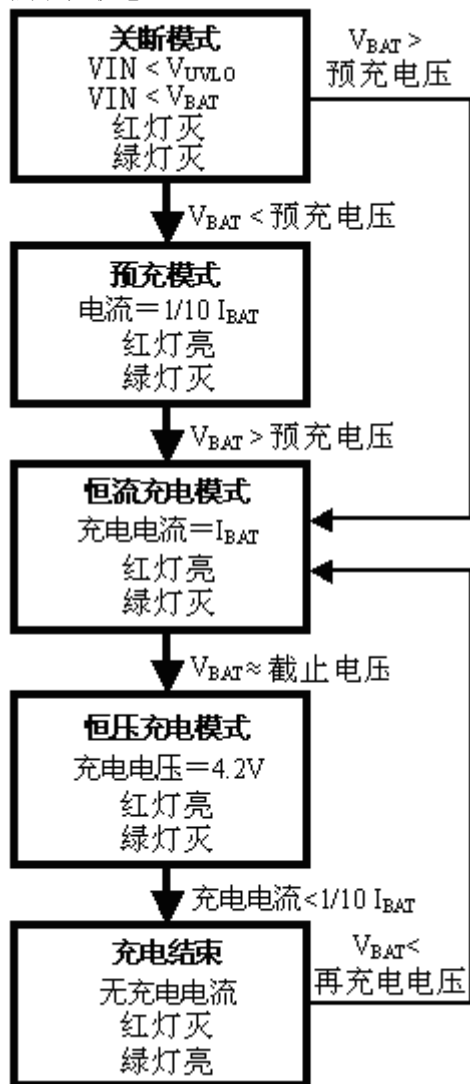 关断模式
VIN < VUVLO
VIN < VBAT
红灯灭
绿灯灭
VBAT >
预充电压
VBAT < 预充电压
预充模式
电流＝1/10 IBAT
红灯亮
绿灯灭
VBAT > 预充电压
恒流充电模式
充电电流＝IBAT
红灯亮
绿灯灭
VBAT≈ 截止电压
恒压充电模式
充电电压＝4.2V
红灯亮
绿灯灭
充电电流<1/10 IBAT
充电结束
无充电电流
红灯灭
绿灯亮
VBAT<
再充电电压